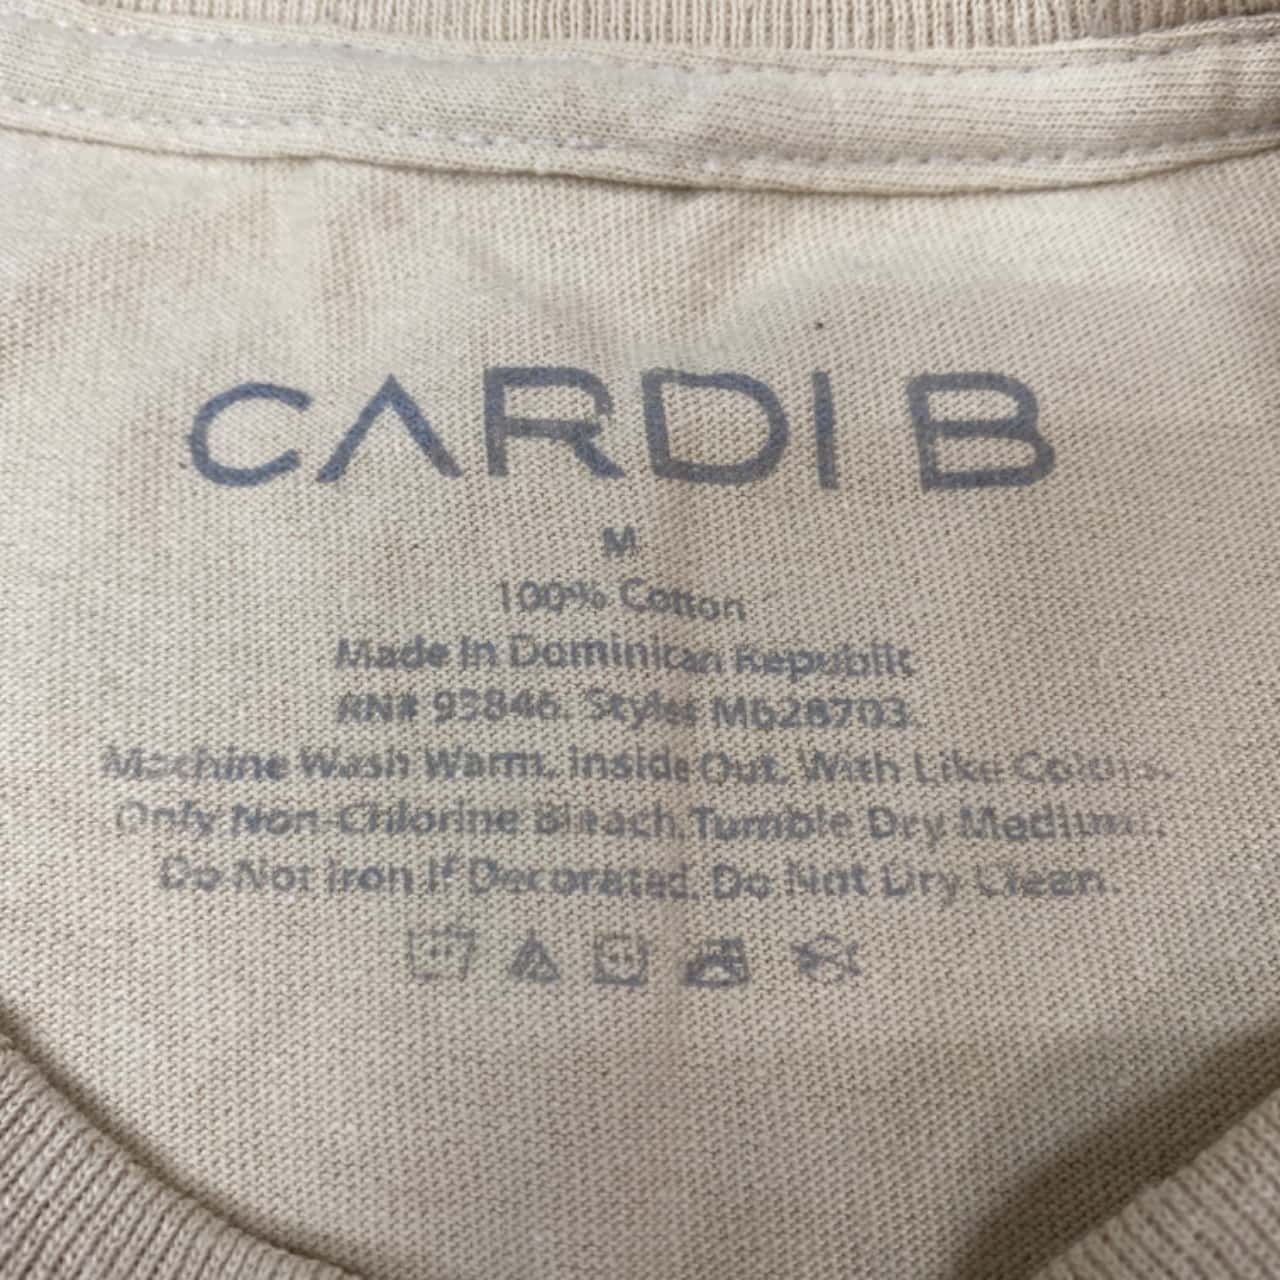 CARDI B
M
100% Cotton
Made In Dominican Republic
RN# 93846. Style: M628703.
Machine Wash Warm, Inside Out, With Like Colors.
Only Non-Chlorine Bleach. Tumble Dry Medium.
Do Not Iron If Decorated. Do Not Dry Clean.